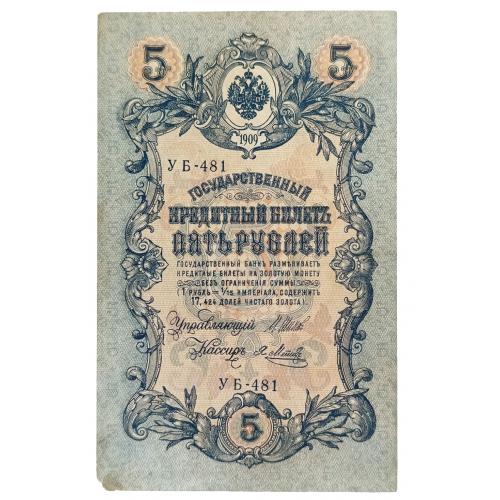 5 5
1909
УБ-481
ГОСУДАРСТВЕННЫЙ
КРЕДИТНЫЙ БИЛЕТЪ
ПЯТЬ РУБЛЕЙ
ГОСУДАРСТВЕННЫЙ БАНКЪ РАЗМѢНИВАЕТЪ
КРЕДИТНЫЕ БИЛЕТЫ НА ЗОЛОТУЮ МОНЕТУ
БЕЗЪ ОГРАНИЧЕНІЯ СУММЫ
(1 РУБЛЬ = 1/15 ИМПЕРІАЛА, СОДЕРЖИТЪ
17,424 ДОЛЕЙ ЧИСТАГО ЗОЛОТА).
Управляющій
Кассиръ
УБ-481
5